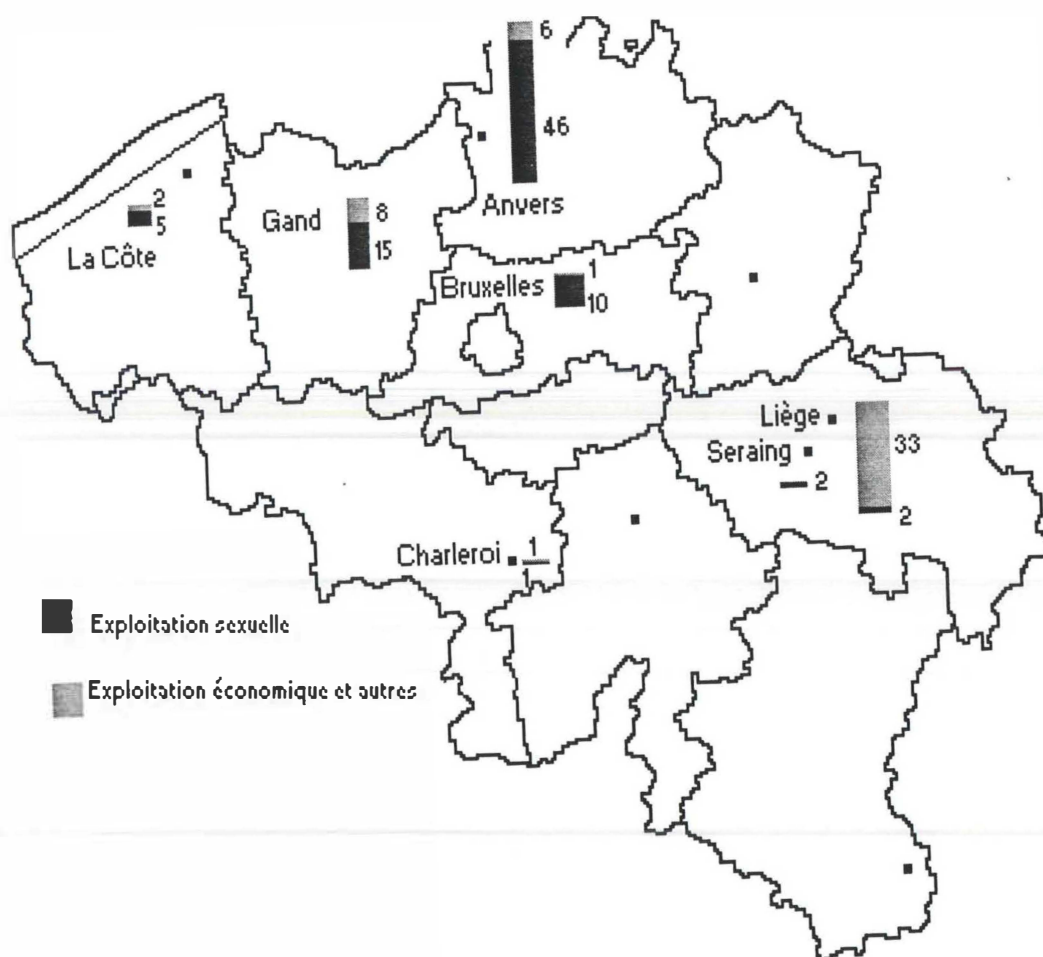 6
46
Anvers
2
5
La Côte
Gand
8
15
Bruxelles
1
10
Liège
33
Seraing
2
2
Charleroi
1
1
Exploitation sexuelle
Exploitation économique et autres